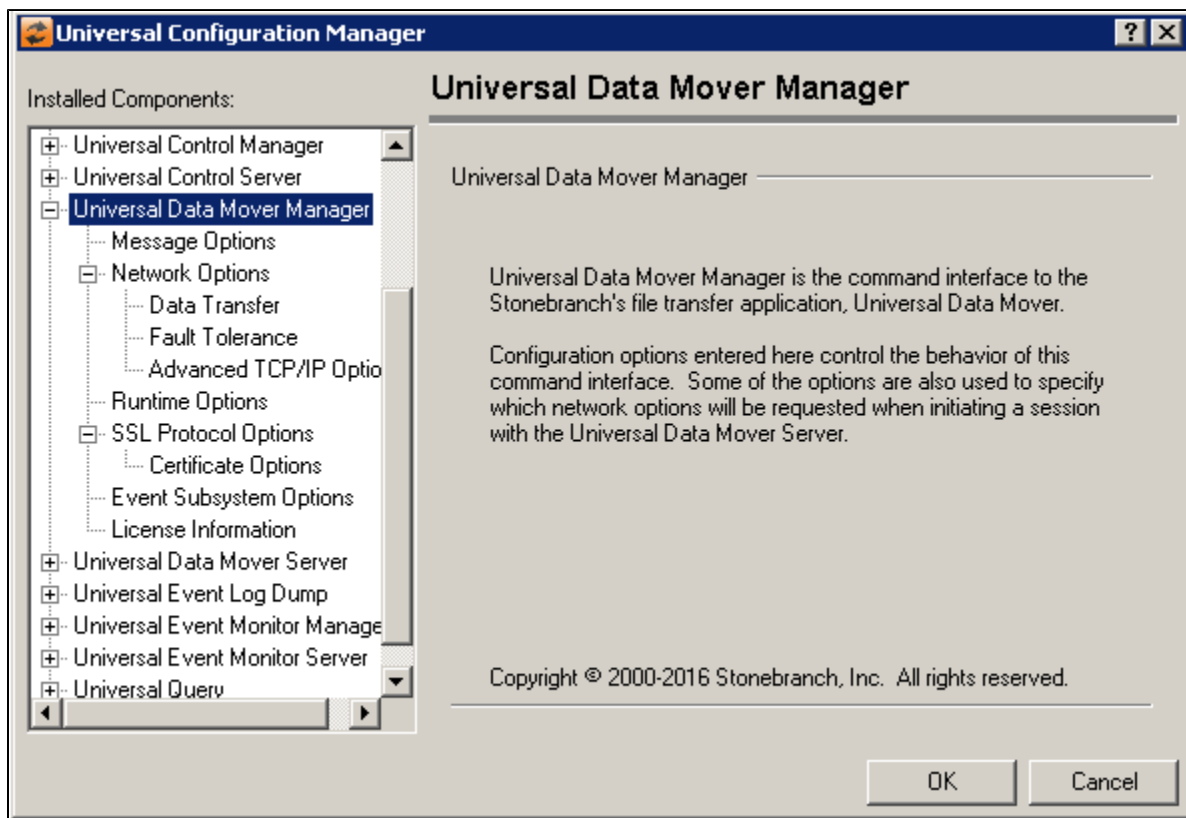 Universal Configuration Manager
Installed Components:
Universal Control Manager
Universal Control Server
Universal Data Mover Manager
Message Options
Network Options
Data Transfer
Fault Tolerance
Advanced TCP/IP Optio
Runtime Options
SSL Protocol Options
Certificate Options
Event Subsystem Options
License Information
Universal Data Mover Server
Universal Event Log Dump
Universal Event Monitor Manage
Universal Event Monitor Server
Universal Query
Universal Data Mover Manager
Universal Data Mover Manager
Universal Data Mover Manager is the command interface to the
Stonebranch's file transfer application, Universal Data Mover.
Configuration options entered here control the behavior of this
command interface. Some of the options are also used to specify
which network options will be requested when initiating a session
with the Universal Data Mover Server.
Copyright © 2000-2016 Stonebranch, Inc. All rights reserved.
OK
Cancel